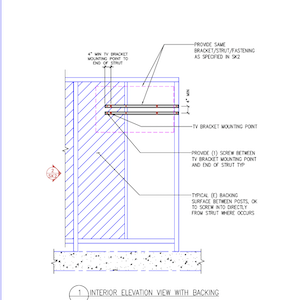 PROVIDE SAME
BRACKET/STRUT/FASTENING
AS SPECIFIED IN SK2
4" MIN TV BRACKET
MOUNTING POINT TO
END OF STRUT
4" MIN
TV BRACKET MOUNTING POINT
PROVIDE (1) SCREW BETWEEN
TV BRACKET MOUNTING POINT
AND END OF STRUT TYP
TYPICAL (E) BACKING
SURFACE BETWEEN POSTS, OK
TO SCREW INTO DIRECTLY
FROM STRUT WHERE OCCURS
1 INTERIOR ELEVATION VIEW WITH BACKING